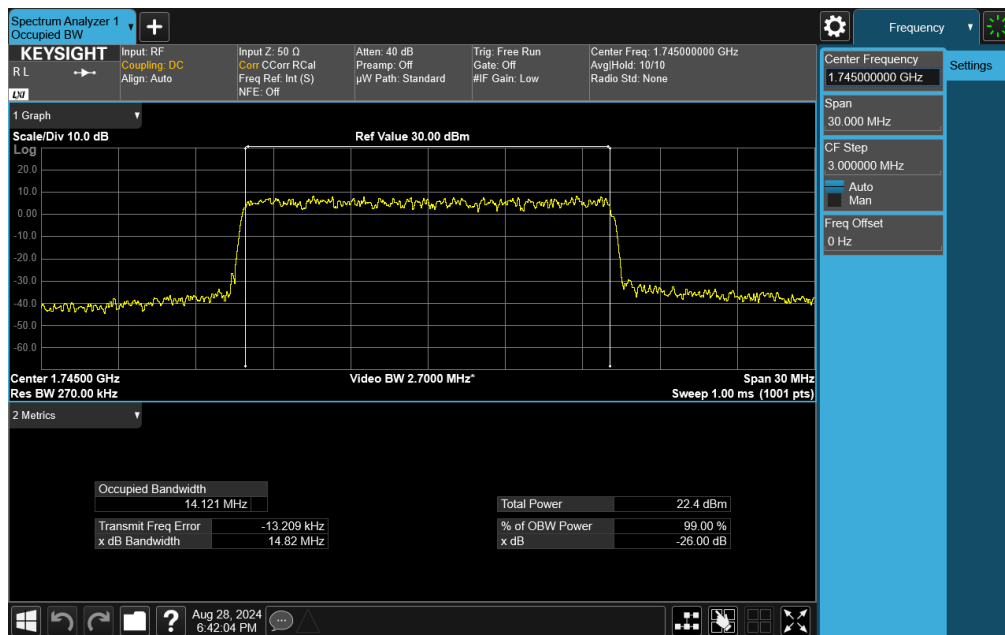 Spectrum Analyzer 1
Occupied BW
Frequency
KEYSIGHT
R L
LXI
Input: RF
Coupling: DC
Align: Auto
Input Z: 50 Ω
Corr CCorr RCal
Freq Ref: Int (S)
NFE: Off
Atten: 40 dB
Preamp: Off
µW Path: Standard
Trig: Free Run
Gate: Off
#IF Gain: Low
Center Freq: 1.745000000 GHz
Avg|Hold: 10/10
Radio Std: None
Center Frequency
1.745000000 GHz
Settings
Span
30.000 MHz
CF Step
3.000000 MHz
Auto
Man
Freq Offset
0 Hz
1 Graph
Scale/Div 10.0 dB
Ref Value 30.00 dBm
Log
20.0
10.0
0.00
-10.0
-20.0
-30.0
-40.0
-50.0
-60.0
Center 1.74500 GHz
Video BW 2.7000 MHz*
Span 30 MHz
Res BW 270.00 kHz
Sweep 1.00 ms (1001 pts)
2 Metrics
Occupied Bandwidth
14.121 MHz
Total Power 22.4 dBm
Transmit Freq Error -13.209 kHz
% of OBW Power 99.00 %
x dB Bandwidth 14.82 MHz
x dB -26.00 dB
?
Aug 28, 2024
6:42:04 PM